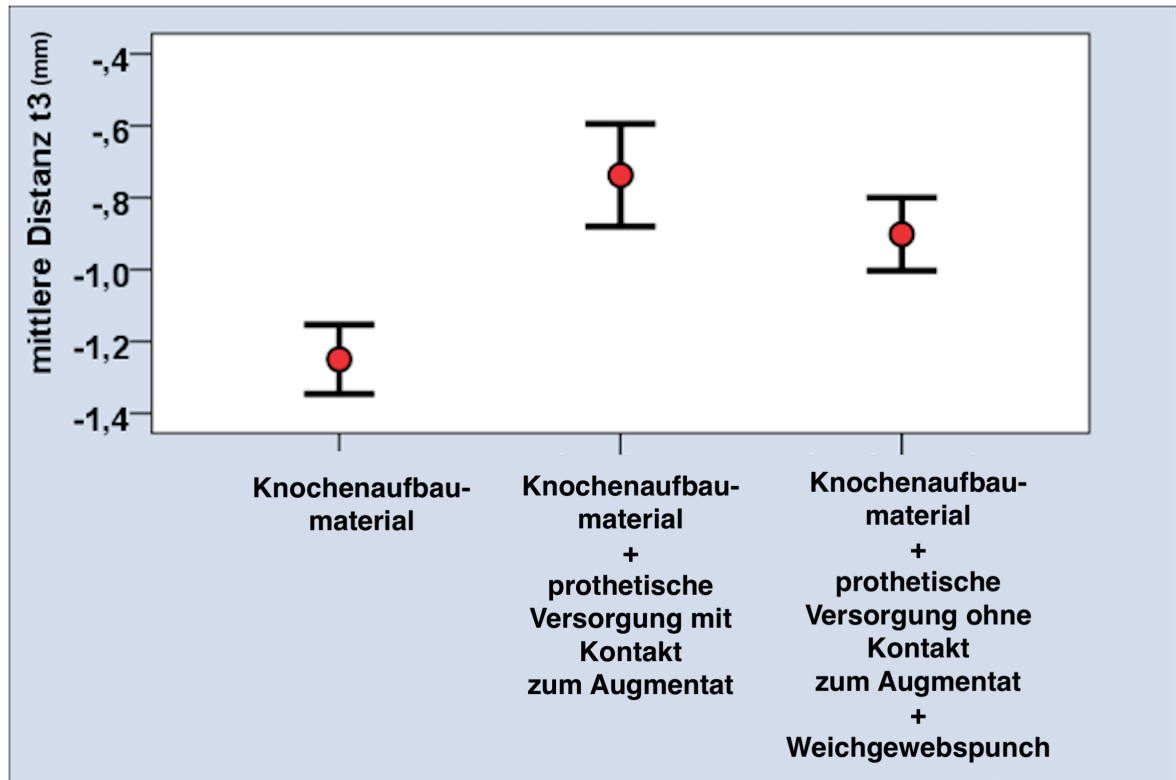 mittlere Distanz t3 (mm)
-,4
-,6
-,8
-1,0
-1,2
-1,4
Knochenaufbau-
material
Knochenaufbau-
material
+
prothetische
Versorgung mit
Kontakt
zum Augmentat
Knochenaufbau-
material
+
prothetische
Versorgung ohne
Kontakt
zum Augmentat
+
Weichgewebspunch